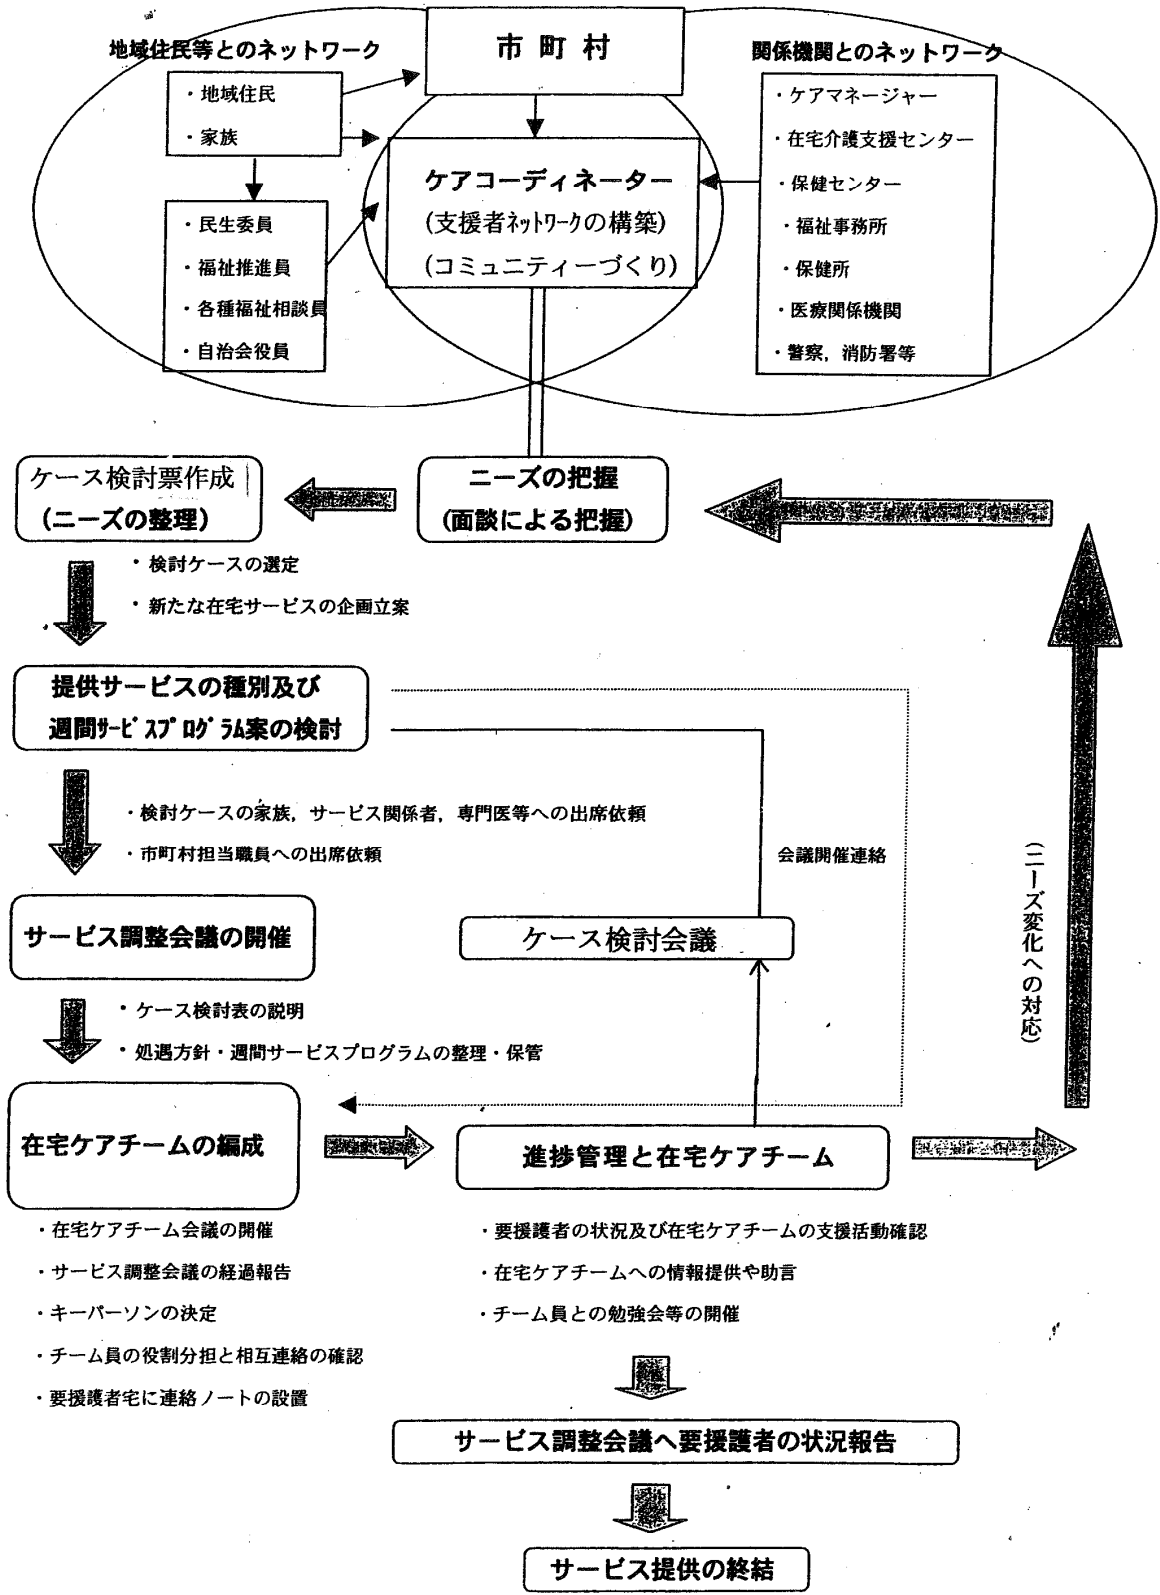 市 町 村
地域住民等とのネットワーク
・地域住民
・家族
・民生委員
・福祉推進員
・各種福祉相談員
・自治会役員
ケアコーディネーター
(支援者ネットワークの構築)
(コミュニティーづくり)
関係機関とのネットワーク
・ケアマネージャー
・在宅介護支援センター
・保健センター
・福祉事務所
・保健所
・医療関係機関
・警察，消防署等
ニーズの把握
(面談による把握)
ケース検討票作成
(ニーズの整理)
・検討ケースの選定
・新たな在宅サービスの企画立案
提供サービスの種別及び
週間ｻｰﾋﾞｽﾌﾟﾛｸﾞﾗﾑ案の検討
・検討ケースの家族，サービス関係者，専門医等への出席依頼
・市町村担当職員への出席依頼
会議開催連絡
(ニーズ変化への対応)
サービス調整会議の開催
ケース検討会議
・ケース検討表の説明
・処遇方針・週間サービスプログラムの整理・保管
在宅ケアチームの編成
進捗管理と在宅ケアチーム
・在宅ケアチーム会議の開催
・サービス調整会議の経過報告
・キーパーソンの決定
・チーム員の役割分担と相互連絡の確認
・要援護者宅に連絡ノートの設置
・要援護者の状況及び在宅ケアチームの支援活動確認
・在宅ケアチームへの情報提供や助言
・チーム員との勉強会等の開催
サービス調整会議へ要援護者の状況報告
サービス提供の終結